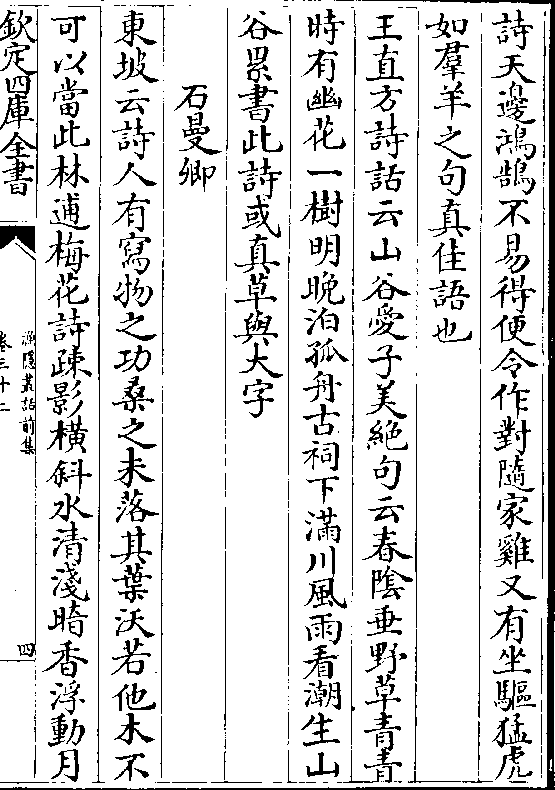 詩天邊鴻鵠不易得便令作對隨家雞又有坐驅猛虎
如羣羊之句真佳語也
王直方詩話云山谷愛子美絕句云春陰垂野草青青
時有幽花一樹明晚泊孤舟古祠下滿川風雨看潮生山
谷累書此詩或真草與大字
石曼卿
東坡云詩人有寫物之功桑之未落其葉沃若他木不
可以當此林逋梅花詩疎影橫斜水清淺暗香浮動月
欽定四庫全書
漁隱叢話前集
卷三十二
四